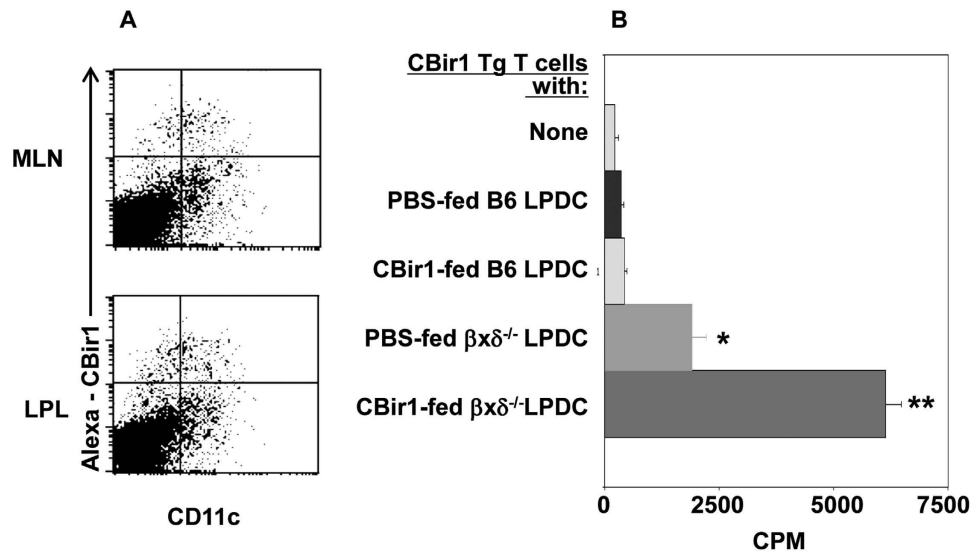 A
B
MLN
LPL
Alexa - CBir1
CD11c
CBir1 Tg T cells
with:
None
PBS-fed B6 LPDC
CBir1-fed B6 LPDC
PBS-fed βxδ-/- LPDC
CBir1-fed βxδ-/-LPDC
*
**
0 2500 5000 7500
CPM